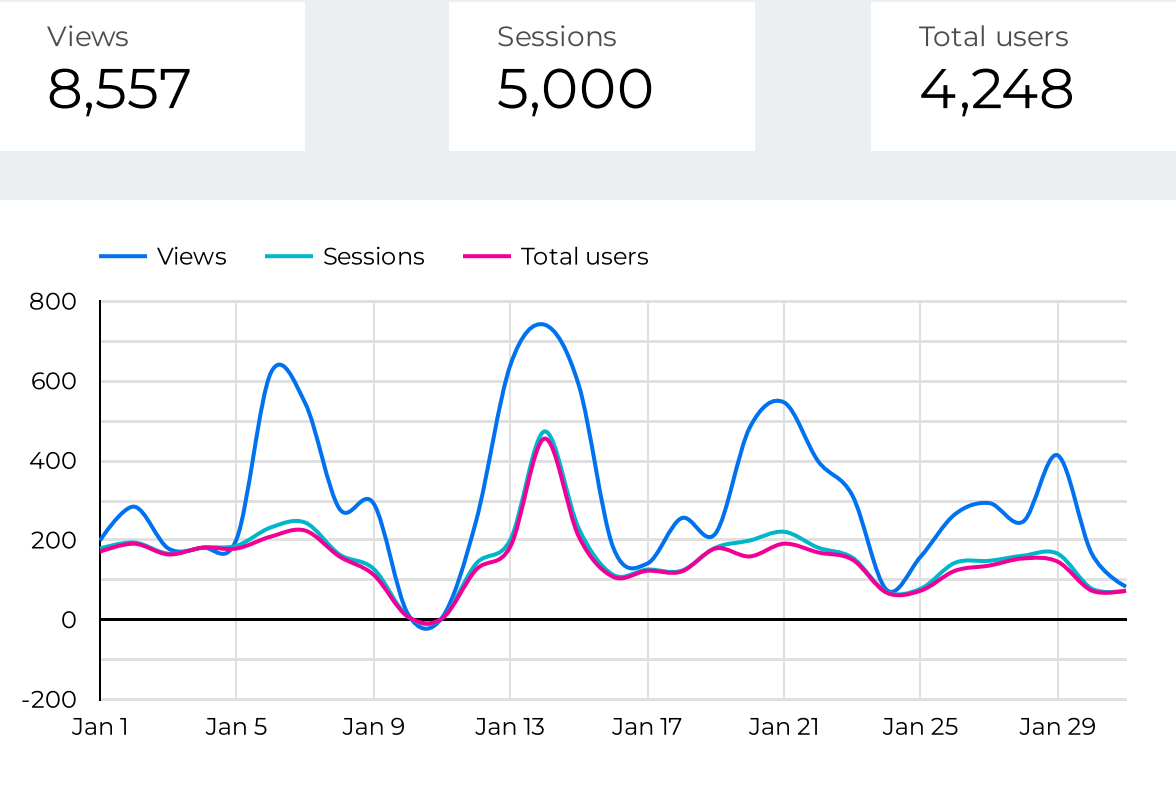 Views
8,557
Sessions
5,000
Total users
4,248
Views Sessions Total users
800
600
400
200
0
-200
Jan 1 Jan 5 Jan 9 Jan 13 Jan 17 Jan 21 Jan 25 Jan 29